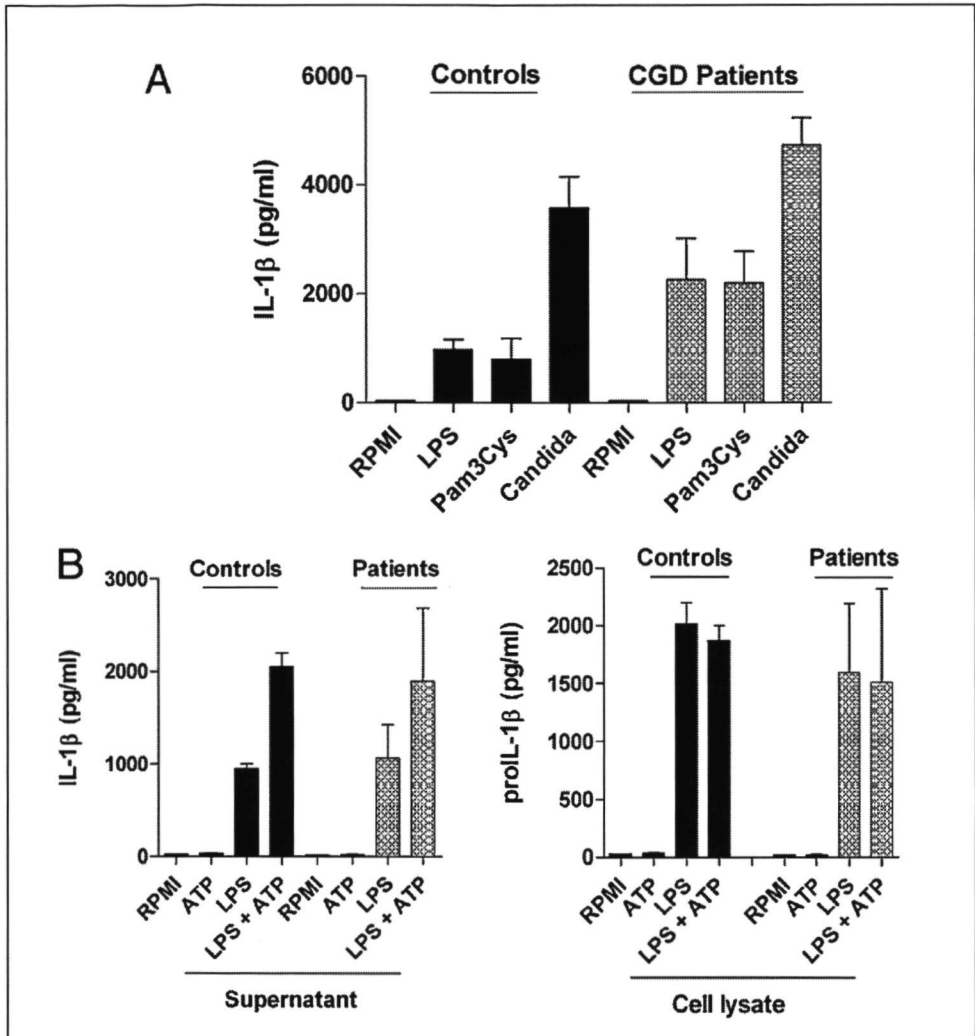 A
Controls
CGD Patients
IL-1β (pg/ml)
6000
4000
2000
0
RPMI
LPS
Pam3Cys
Candida
RPMI
LPS
Pam3Cys
Candida
B
Controls
Patients
IL-1β (pg/ml)
3000
2000
1000
0
RPMI
ATP
LPS
LPS + ATP
RPMI
ATP
LPS
LPS + ATP
Supernatant
Controls
Patients
proIL-1β (pg/ml)
2500
2000
1500
1000
500
0
RPMI
ATP
LPS
LPS + ATP
RPMI
ATP
LPS
LPS + ATP
Cell lysate